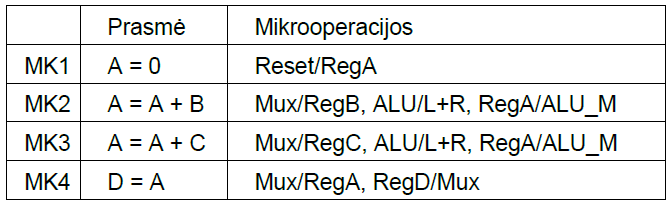 Prasmė Mikrooperacijos
MK1 A = 0 Reset/RegA
MK2 A = A + B Mux/RegB, ALU/L+R, RegA/ALU_M
MK3 A = A + C Mux/RegC, ALU/L+R, RegA/ALU_M
MK4 D = A Mux/RegA, RegD/Mux